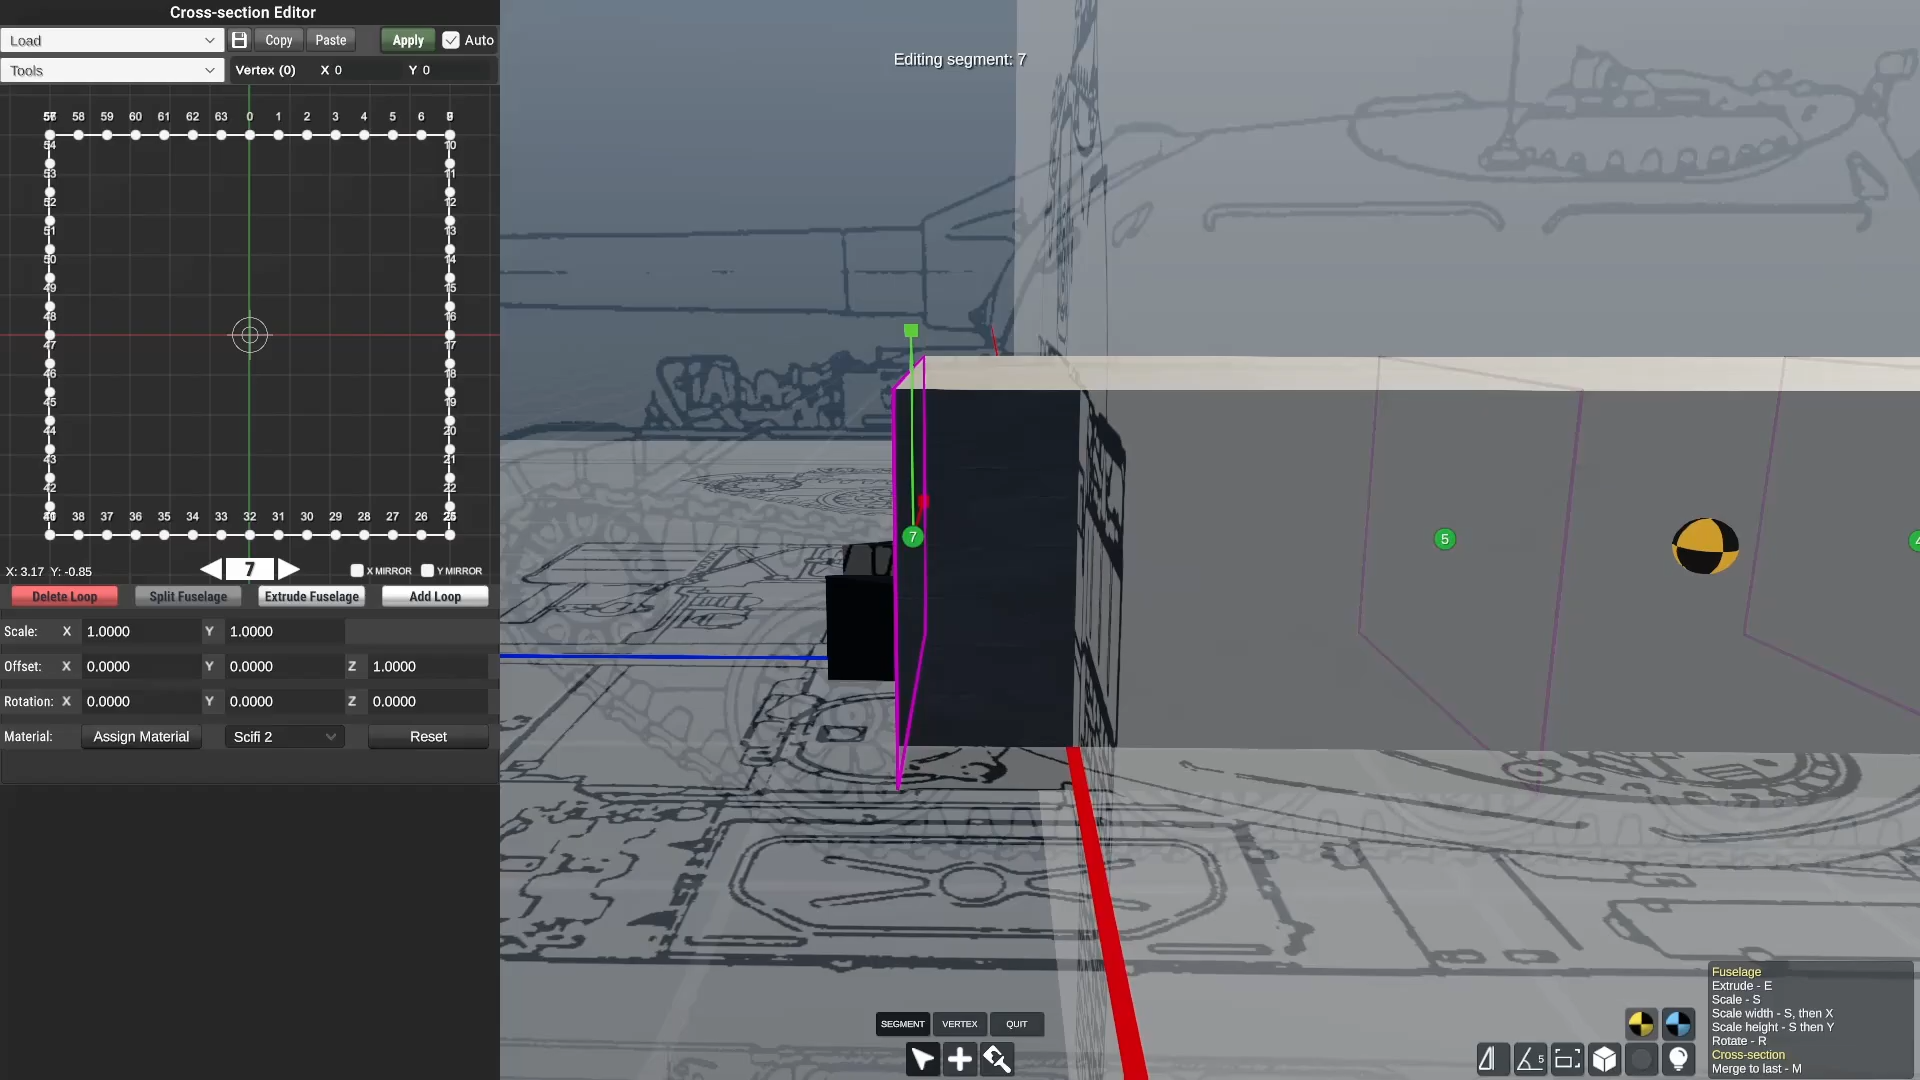 Cross-section Editor
Load
Copy
Paste
Apply
Auto
Tools
Vertex (0) X 0 Y 0
58 59 60 61 62 63 0 1 2 3 4 5 6
54 10
53 11
52 12
51 13
50 14
49 15
48 16
47 17
46 18
45 19
44 20
43 21
42 22
38 37 36 35 34 33 32 31 30 29 28 27 26
X: 3.17 Y: -0.85
7
X MIRROR
Y MIRROR
Delete Loop
Split Fuselage
Extrude Fuselage
Add Loop
Scale: X 1.0000 Y 1.0000
Offset: X 0.0000 Y 0.0000 Z 1.0000
Rotation: X 0.0000 Y 0.0000 Z 0.0000
Material: Assign Material Scifi 2 Reset
Editing segment: 7
7
5
SEGMENT
VERTEX
QUIT
5
Fuselage
Extrude - E
Scale - S
Scale width - S, then X
Scale height - S then Y
Rotate - R
Cross-section
Merge to last - M